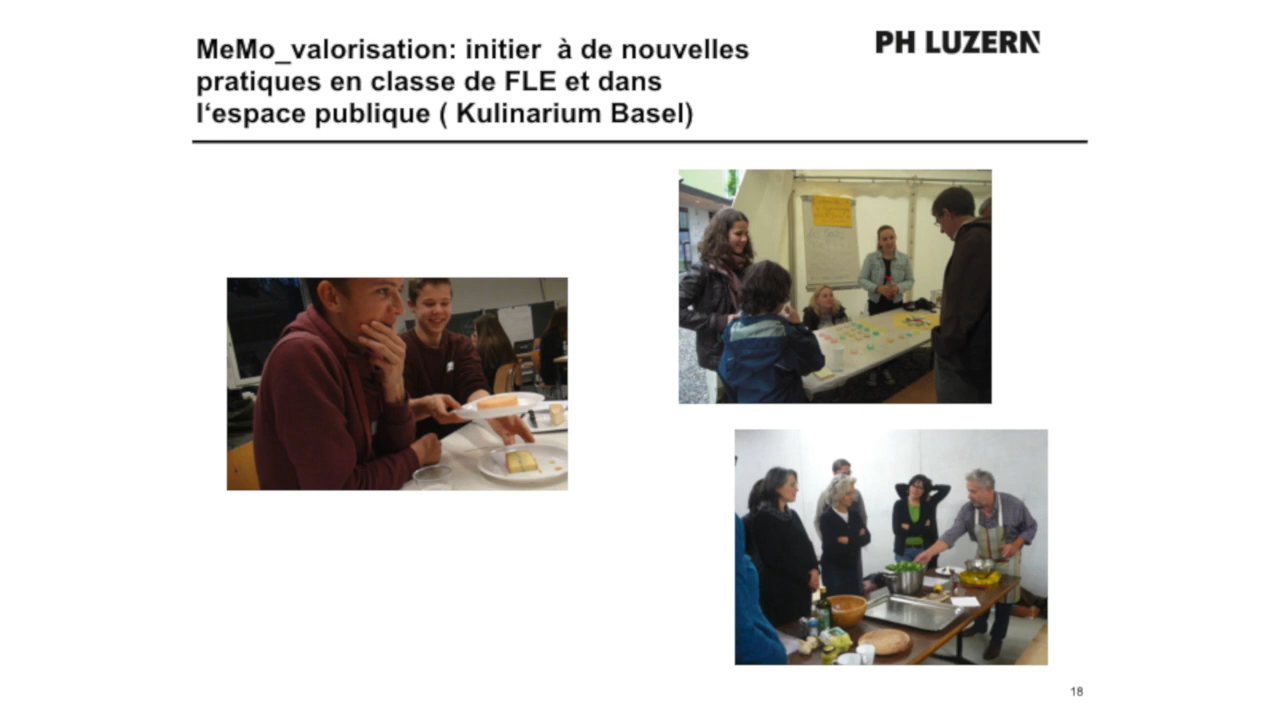 MeMo_valorisation: initier à de nouvelles
pratiques en classe de FLE et dans
l‘espace publique ( Kulinarium Basel)
PH LUZERN
18